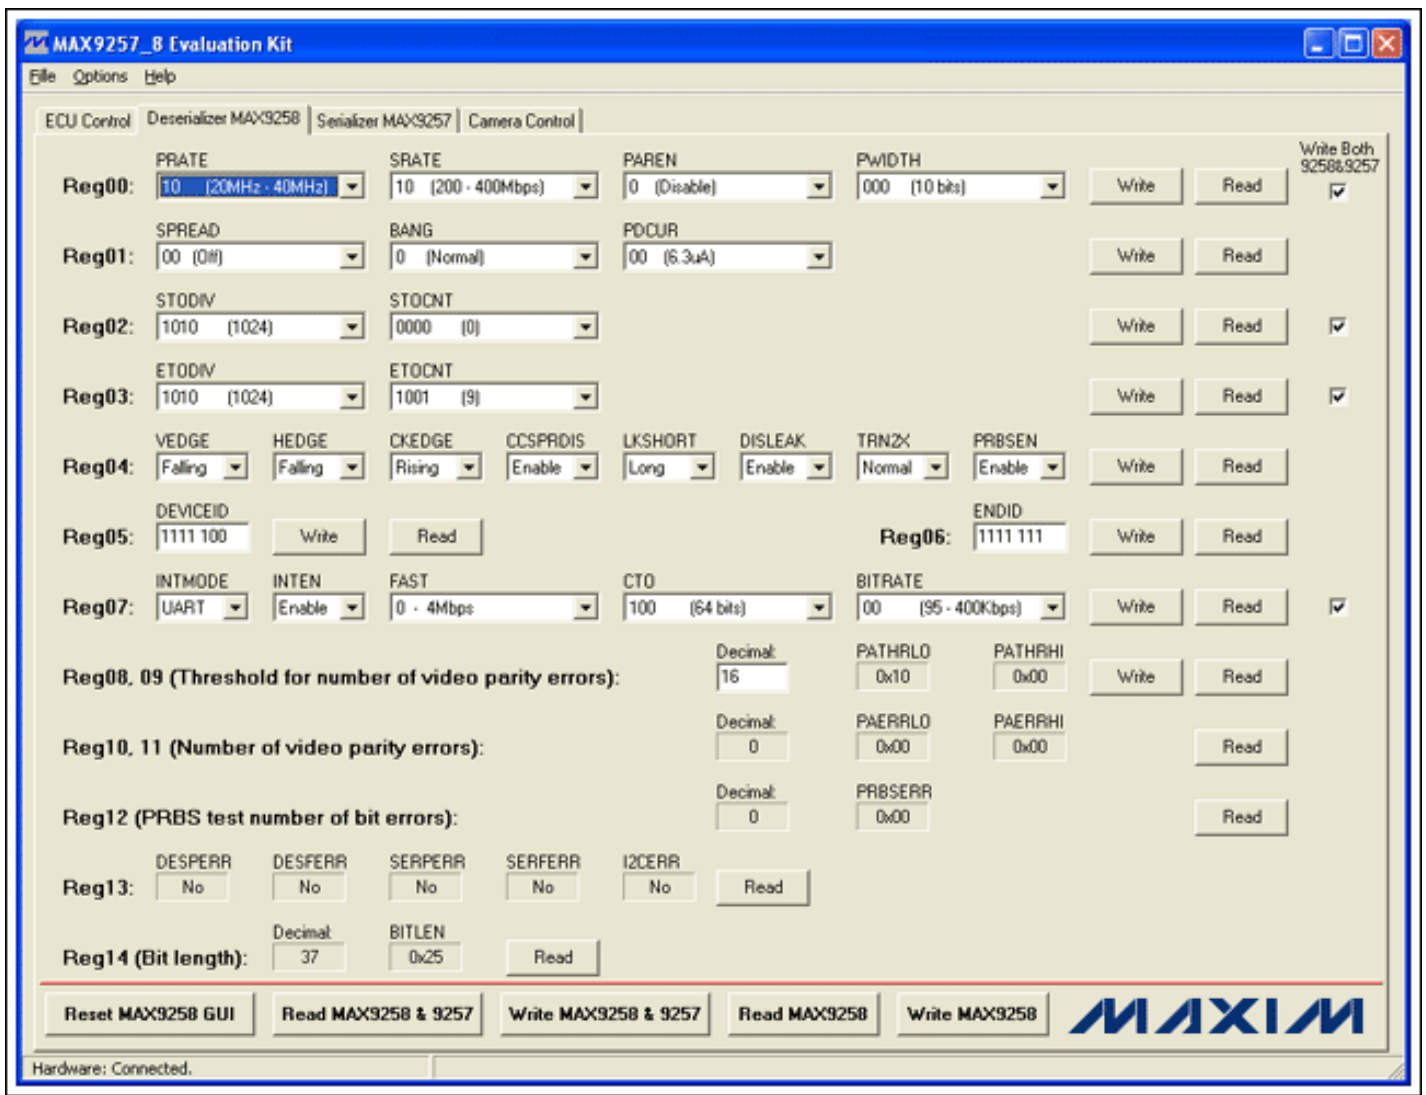 MAX9257_8 Evaluation Kit
File Options Help
ECU Control Deserializer MAX9258 Serializer MAX9257 Camera Control
Write Both
9258&9257
PRATE SRATE PAREN PWIDTH
Reg00: 10 (20MHz - 40MHz) 10 (200 - 400Mbps) 0 (Disable) 000 (10 bits) Write Read
SPREAD BANG PDCUR
Reg01: 00 (Off) 0 (Normal) 00 (6.3uA) Write Read
STODIV STOCNT
Reg02: 1010 (1024) 0000 (0) Write Read
ETODIV ETOCNT
Reg03: 1010 (1024) 1001 (9) Write Read
VEDGE HEDGE CKEDGE CCSPRDIS LKSHORT DISLEAK TRN2X PRBSEN
Reg04: Falling Falling Rising Enable Long Enable Normal Enable Write Read
DEVICEID ENDID
Reg05: 1111 100 Write Read Reg06: 1111 111 Write Read
INTMODE INTEN FAST CTO BITRATE
Reg07: UART Enable 0 - 4Mbps 100 (64 bits) 00 (95 - 400Kbps) Write Read
Decimal: PATHRLO PATHRHI
Reg08, 09 (Threshold for number of video parity errors): 16 0x10 0x00 Write Read
Decimal: PAERRLO PAERRHI
Reg10, 11 (Number of video parity errors): 0 0x00 0x00 Read
Decimal: PRBSERR
Reg12 (PRBS test number of bit errors): 0 0x00 Read
DESPERR DESFERR SERPERR SERFERR I2CERR
Reg13: No No No No No Read
Decimal: BITLEN
Reg14 (Bit length): 37 0x25 Read
Reset MAX9258 GUI Read MAX9258 & 9257 Write MAX9258 & 9257 Read MAX9258 Write MAX9258 MAXIM
Hardware: Connected.